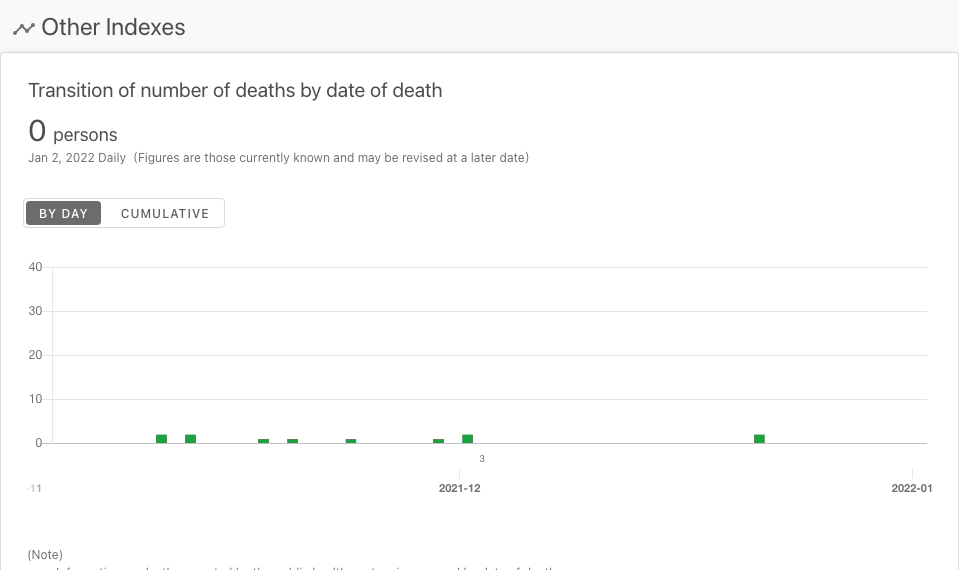 Other Indexes
Transition of number of deaths by date of death
0 persons
Jan 2, 2022 Daily (Figures are those currently known and may be revised at a later date)
BY DAY CUMULATIVE
40
30
20
10
0
3
-11 2021-12 2022-01
(Note)